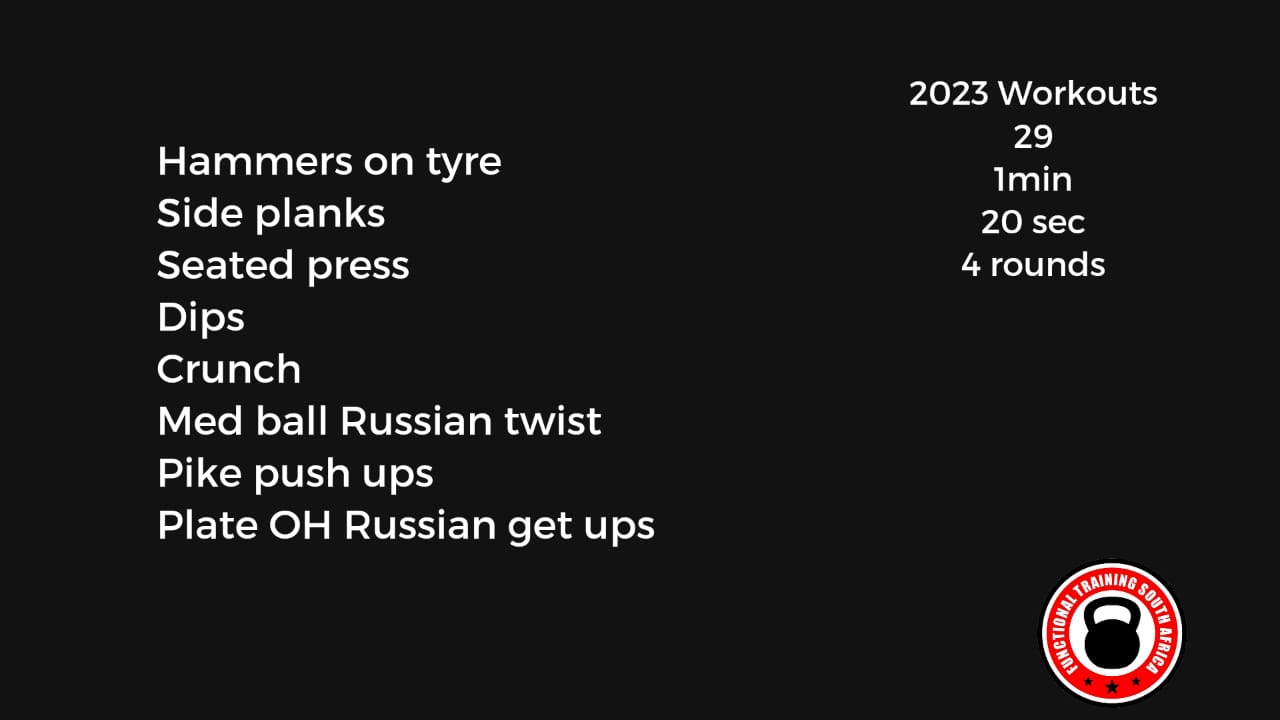 2023 Workouts
29
1min
20 sec
4 rounds
Hammers on tyre
Side planks
Seated press
Dips
Crunch
Med ball Russian twist
Pike push ups
Plate OH Russian get ups
FUNCTIONAL TRAINING SOUTH AFRICA